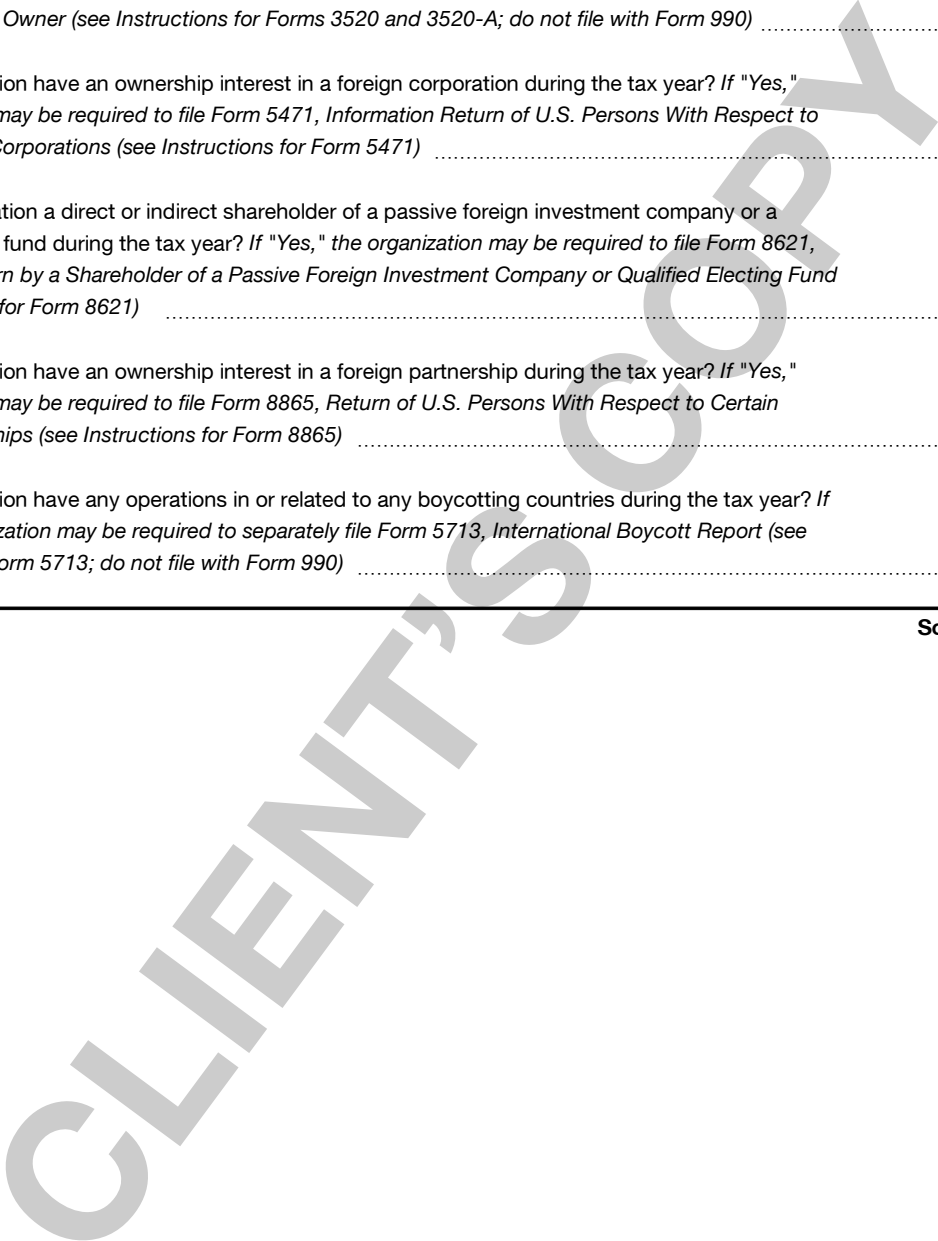 Owner (see Instructions for Forms 3520 and 3520-A; do not file with Form 990)
tion have an ownership interest in a foreign corporation during the tax year? If "Yes,"
may be required to file Form 5471, Information Return of U.S. Persons With Respect to
Corporations (see Instructions for Form 5471)
ation a direct or indirect shareholder of a passive foreign investment company or a
fund during the tax year? If "Yes," the organization may be required to file Form 8621,
rn by a Shareholder of a Passive Foreign Investment Company or Qualified Electing Fund
for Form 8621)
tion have an ownership interest in a foreign partnership during the tax year? If "Yes,"
may be required to file Form 8865, Return of U.S. Persons With Respect to Certain
hips (see Instructions for Form 8865)
tion have any operations in or related to any boycotting countries during the tax year? If
zation may be required to separately file Form 5713, International Boycott Report (see
orm 5713; do not file with Form 990)
Sc
CLIENT'S COPY